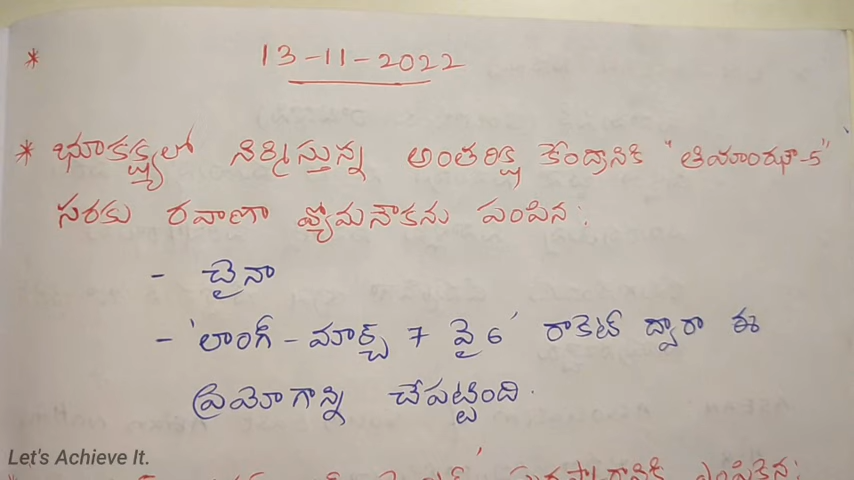 * 13-11-2022
* భూకక్ష్యలో నిర్మిస్తున్న అంతరిక్ష కేంద్రానికి "తియాంఝా-5"
సరకు రవాణా వ్యోమనౌకను పంపిన:
- చైనా
- 'లాంగ్ - మార్చ్ 7 వై 6' రాకెట్ ద్వారా ఈ
ప్రయోగాన్ని చేపట్టింది.
Let's Achieve It.